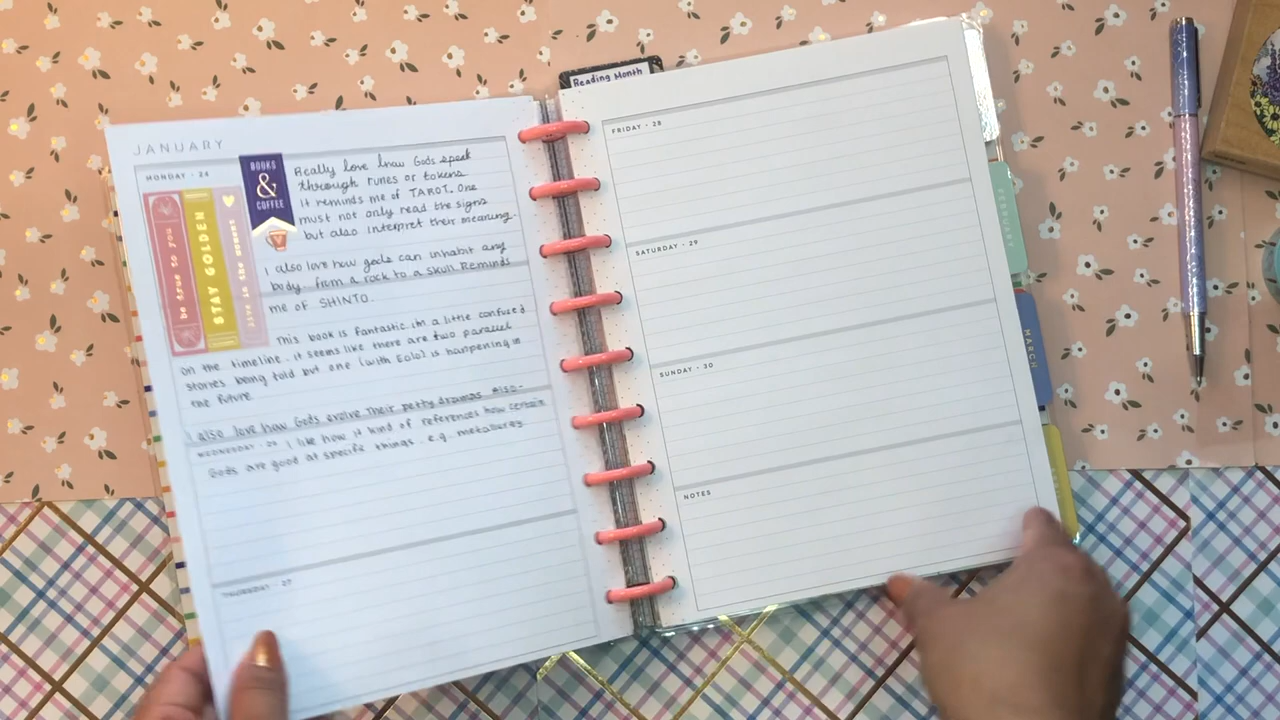 Reading Month
JANUARY
MONDAY · 24
be true to you
STAY GOLDEN
live in the moment
BOOKS
&
COFFEE
Really love how Gods speak
through runes or tokens
it reminds me of TAROT. One
must not only read the signs
but also interpret their meaning.
I also love how gods can inhabit any
body. from a rock to a skull. Reminds
me of SHINTO.
This book is fantastic. im a little confused
on the timeline. it seems like there are two parallel
stories being told but one (with Eolo) is happening in
the future.
I also love how Gods evolve Their petty dramas. Also-
WEDNESDAY · 26 I like how it kind of references how certain
Gods are good at specific things. e.g. metallurgy
THURSDAY · 27
FRIDAY · 28
SATURDAY · 29
SUNDAY · 30
NOTES
FEBRUARY
MARCH